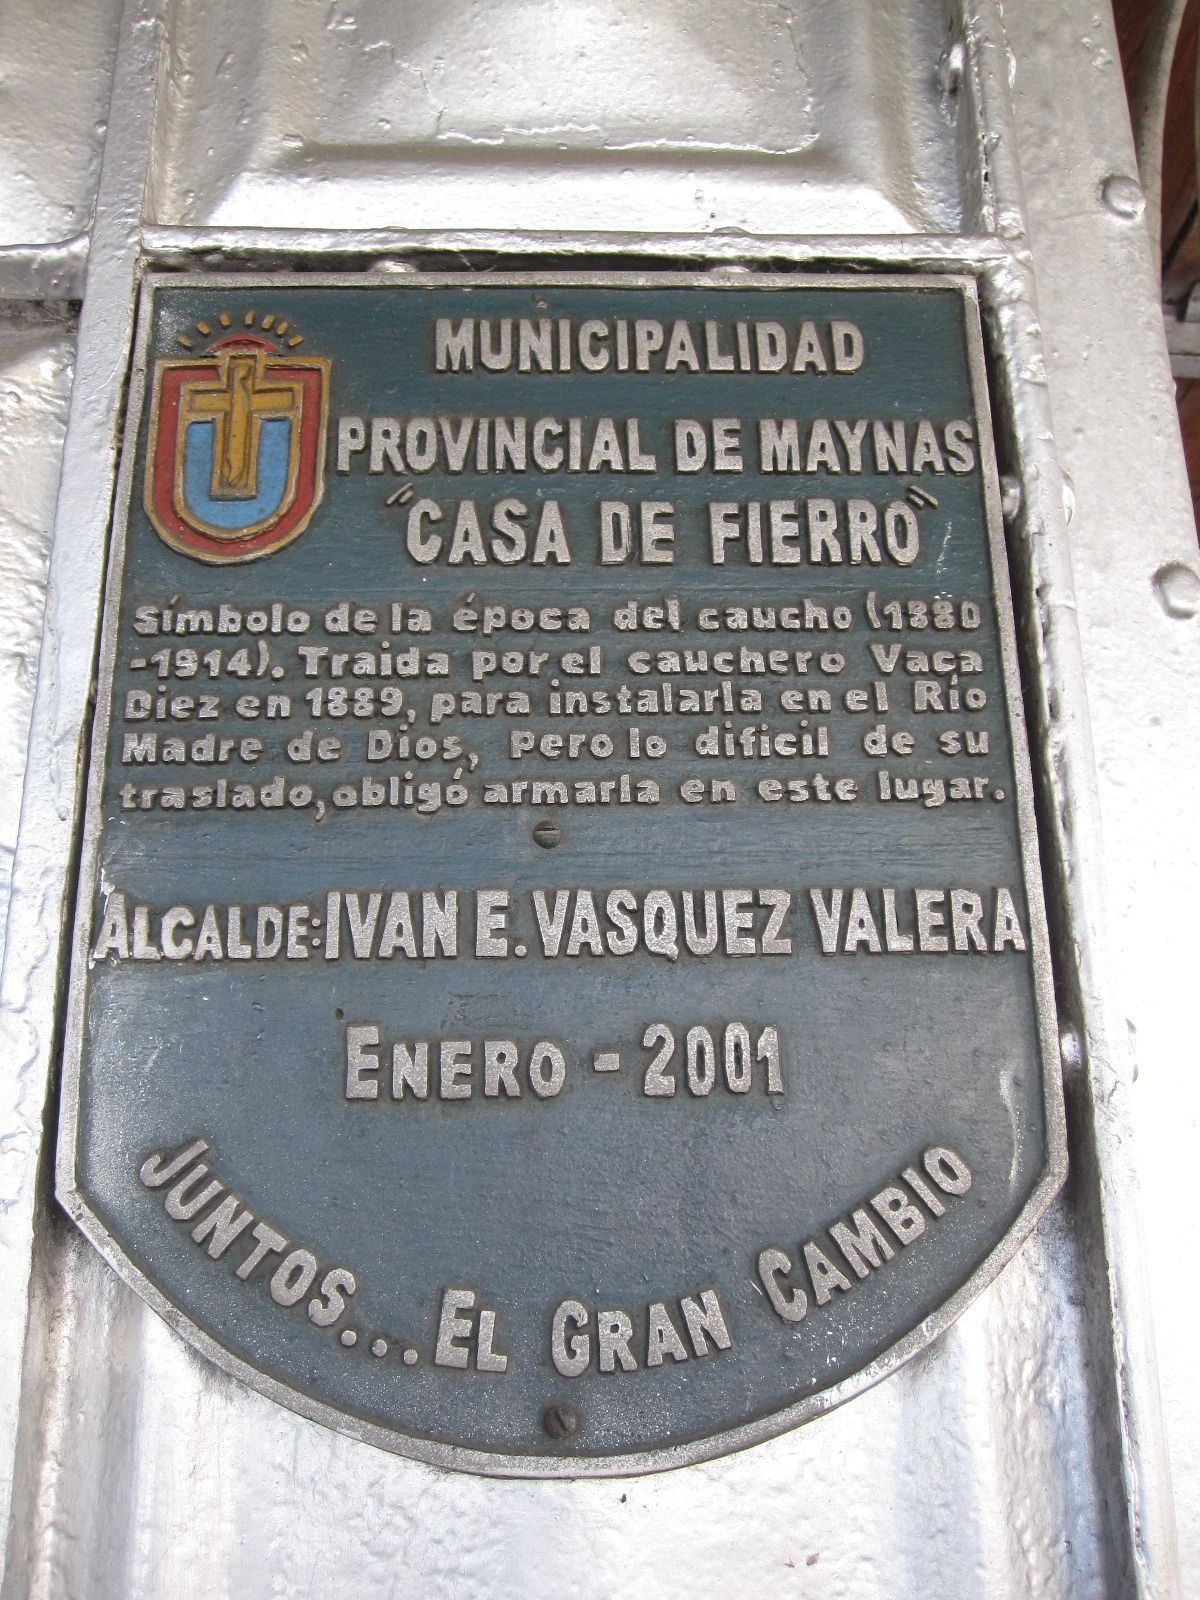 MUNICIPALIDAD
PROVINCIAL DE MAYNAS
"CASA DE FIERRO"
Símbolo de la época del caucho (1880
-1914). Traida por el cauchero Vaca
Diez en 1889, para instalarla en el Río
Madre de Dios, pero lo dificil de su
traslado, obligó armarla en este lugar.
ALCALDE: IVAN E. VASQUEZ VALERA
ENERO - 2001
JUNTOS... EL GRAN CAMBIO